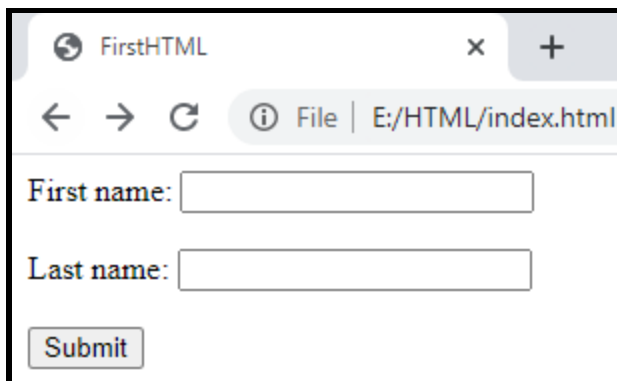 FirstHTML
File | E:/HTML/index.html
First name:
Last name:
Submit